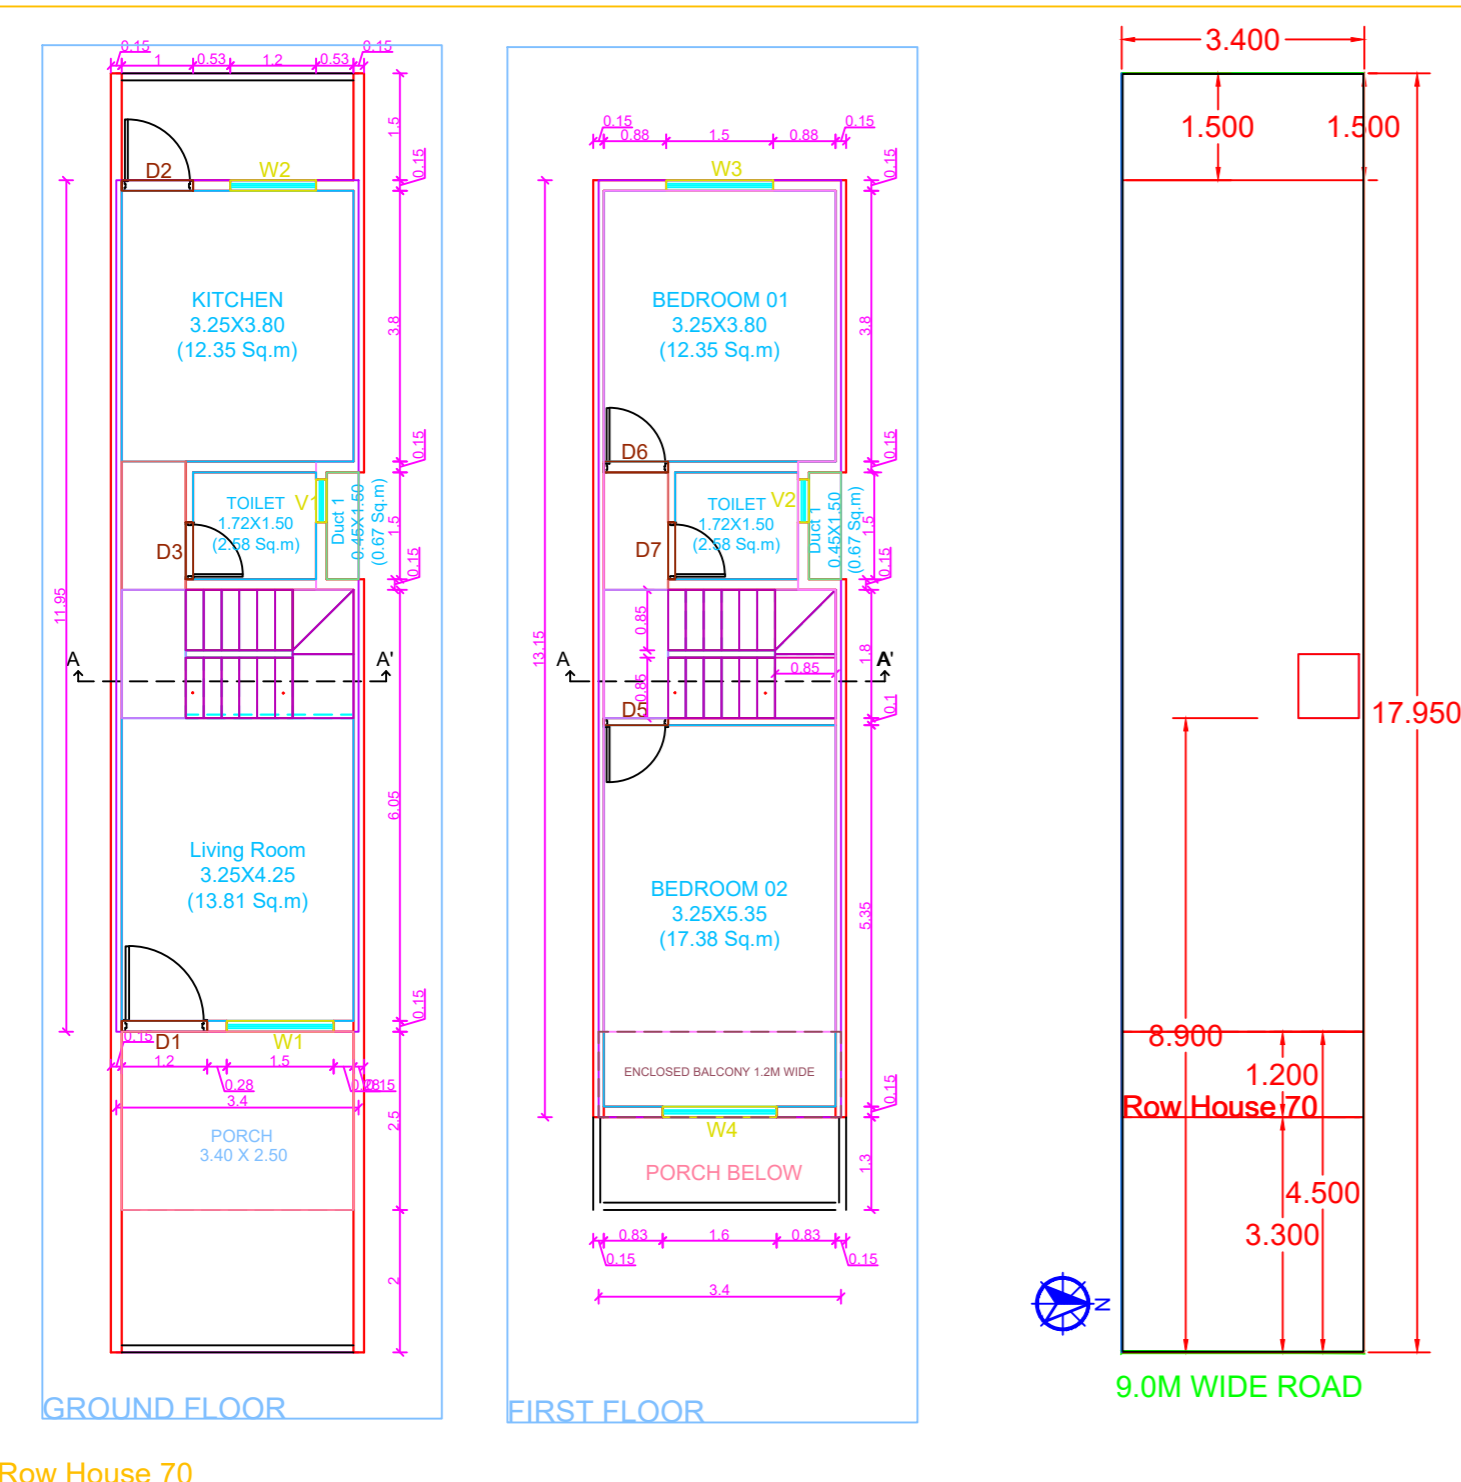 0.15
1
0.53
1.2
0.53
0.15
1.5
0.15
D2
W2
KITCHEN
3.25X3.80
(12.35 Sq.m)
3.8
0.15
TOILET
1.72X1.50
(2.58 Sq.m)
V1
Duct 1
0.45X1.50
(0.67 Sq.m)
1.5
D3
0.15
11.95
A
A'
6.05
Living Room
3.25X4.25
(13.81 Sq.m)
0.15
D1
W1
0.15
1.2
0.28
1.5
0.28
0.15
3.4
2.5
PORCH
3.40 X 2.50
2
GROUND FLOOR
Row House 70
0.15
0.88
1.5
0.88
0.15
W3
0.15
BEDROOM 01
3.25X3.80
(12.35 Sq.m)
3.8
D6
0.15
TOILET
1.72X1.50
(2.58 Sq.m)
V2
Duct 1
0.45X1.50
(0.67 Sq.m)
1.5
D7
0.15
13.15
0.85
0.85
0.85
1.8
A
A'
0.1
D5
BEDROOM 02
3.25X5.35
(17.38 Sq.m)
5.35
ENCLOSED BALCONY 1.2M WIDE
0.15
W4
PORCH BELOW
1.3
0.83
1.6
0.83
0.15
0.15
3.4
FIRST FLOOR
3.400
1.500
1.500
17.950
8.900
1.200
Row House 70
4.500
3.300
N
9.0M WIDE ROAD